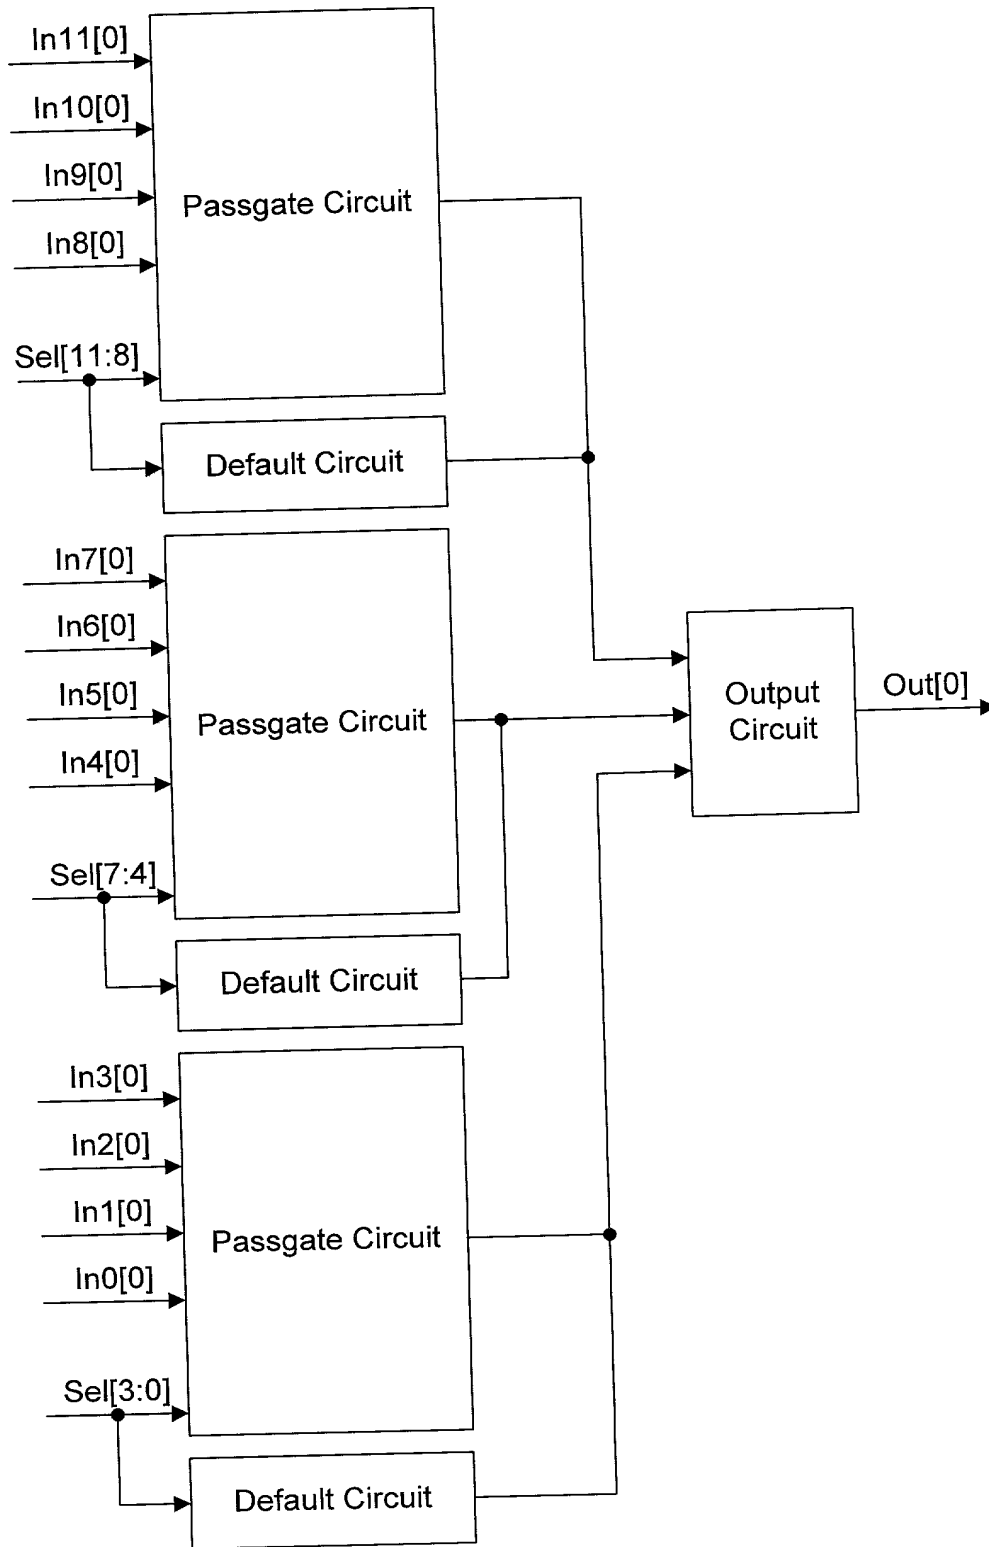 In11[0]
In10[0]
In9[0]
In8[0]
Passgate Circuit
Sel[11:8]
Default Circuit
In7[0]
In6[0]
In5[0]
In4[0]
Passgate Circuit
Sel[7:4]
Default Circuit
In3[0]
In2[0]
In1[0]
In0[0]
Passgate Circuit
Sel[3:0]
Default Circuit
Output
Circuit
Out[0]